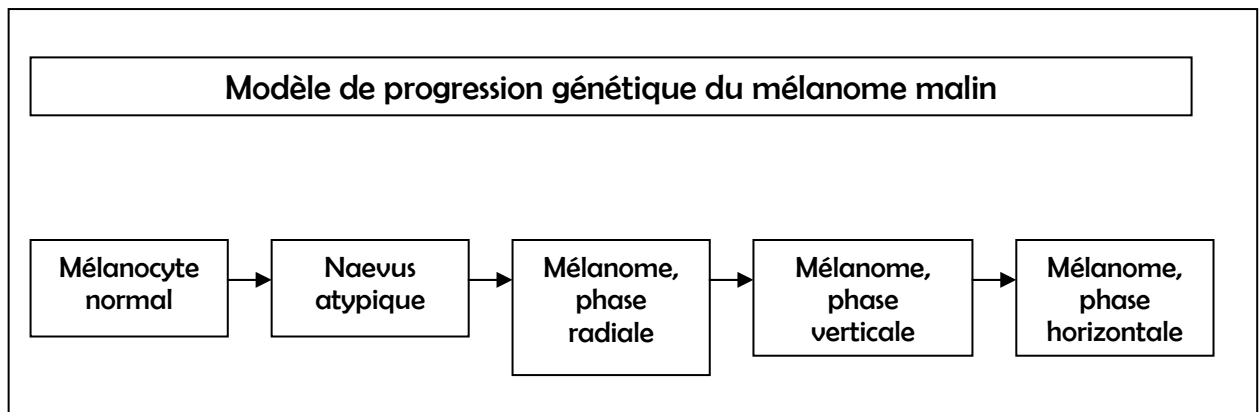 Modèle de progression génétique du mélanome malin
Mélanocyte
normal
Naevus
atypique
Mélanome,
phase
radiale
Mélanome,
phase
verticale
Mélanome,
phase
horizontale